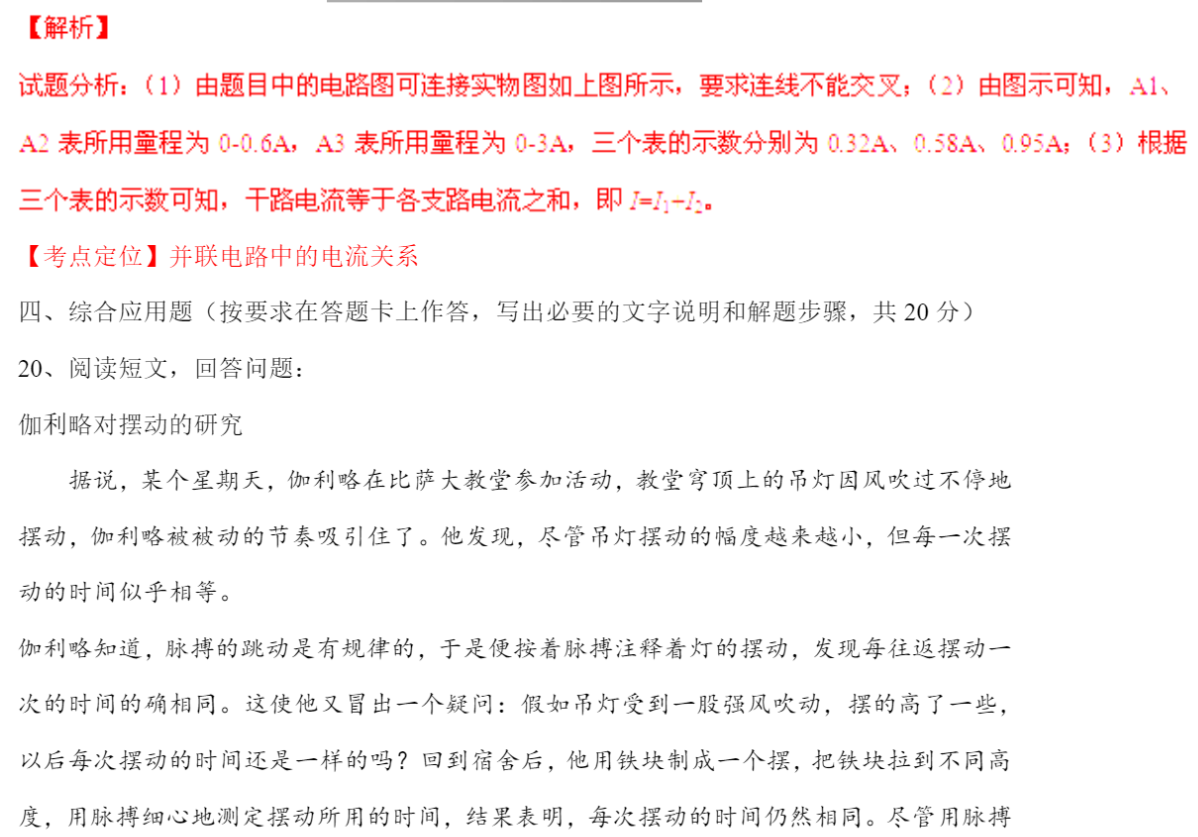 【解析】
试题分析：（1）由题目中的电路图可连接实物图如上图所示，要求连线不能交叉；（2）由图示可知，A1、
A2 表所用量程为 0-0.6A，A3 表所用量程为 0-3A，三个表的示数分别为 0.32A、0.58A、0.95A；（3）根据
三个表的示数可知，干路电流等于各支路电流之和，即 I=I₁+I₂。
【考点定位】并联电路中的电流关系
四、综合应用题（按要求在答题卡上作答，写出必要的文字说明和解题步骤，共 20 分）
20、阅读短文，回答问题：
伽利略对摆动的研究
据说，某个星期天，伽利略在比萨大教堂参加活动，教堂穹顶上的吊灯因风吹过不停地
摆动，伽利略被被动的节奏吸引住了。他发现，尽管吊灯摆动的幅度越来越小，但每一次摆
动的时间似乎相等。
伽利略知道，脉搏的跳动是有规律的，于是便按着脉搏注释着灯的摆动，发现每往返摆动一
次的时间的确相同。这使他又冒出一个疑问：假如吊灯受到一股强风吹动，摆的高了一些，
以后每次摆动的时间还是一样的吗？回到宿舍后，他用铁块制成一个摆，把铁块拉到不同高
度，用脉搏细心地测定摆动所用的时间，结果表明，每次摆动的时间仍然相同。尽管用脉搏